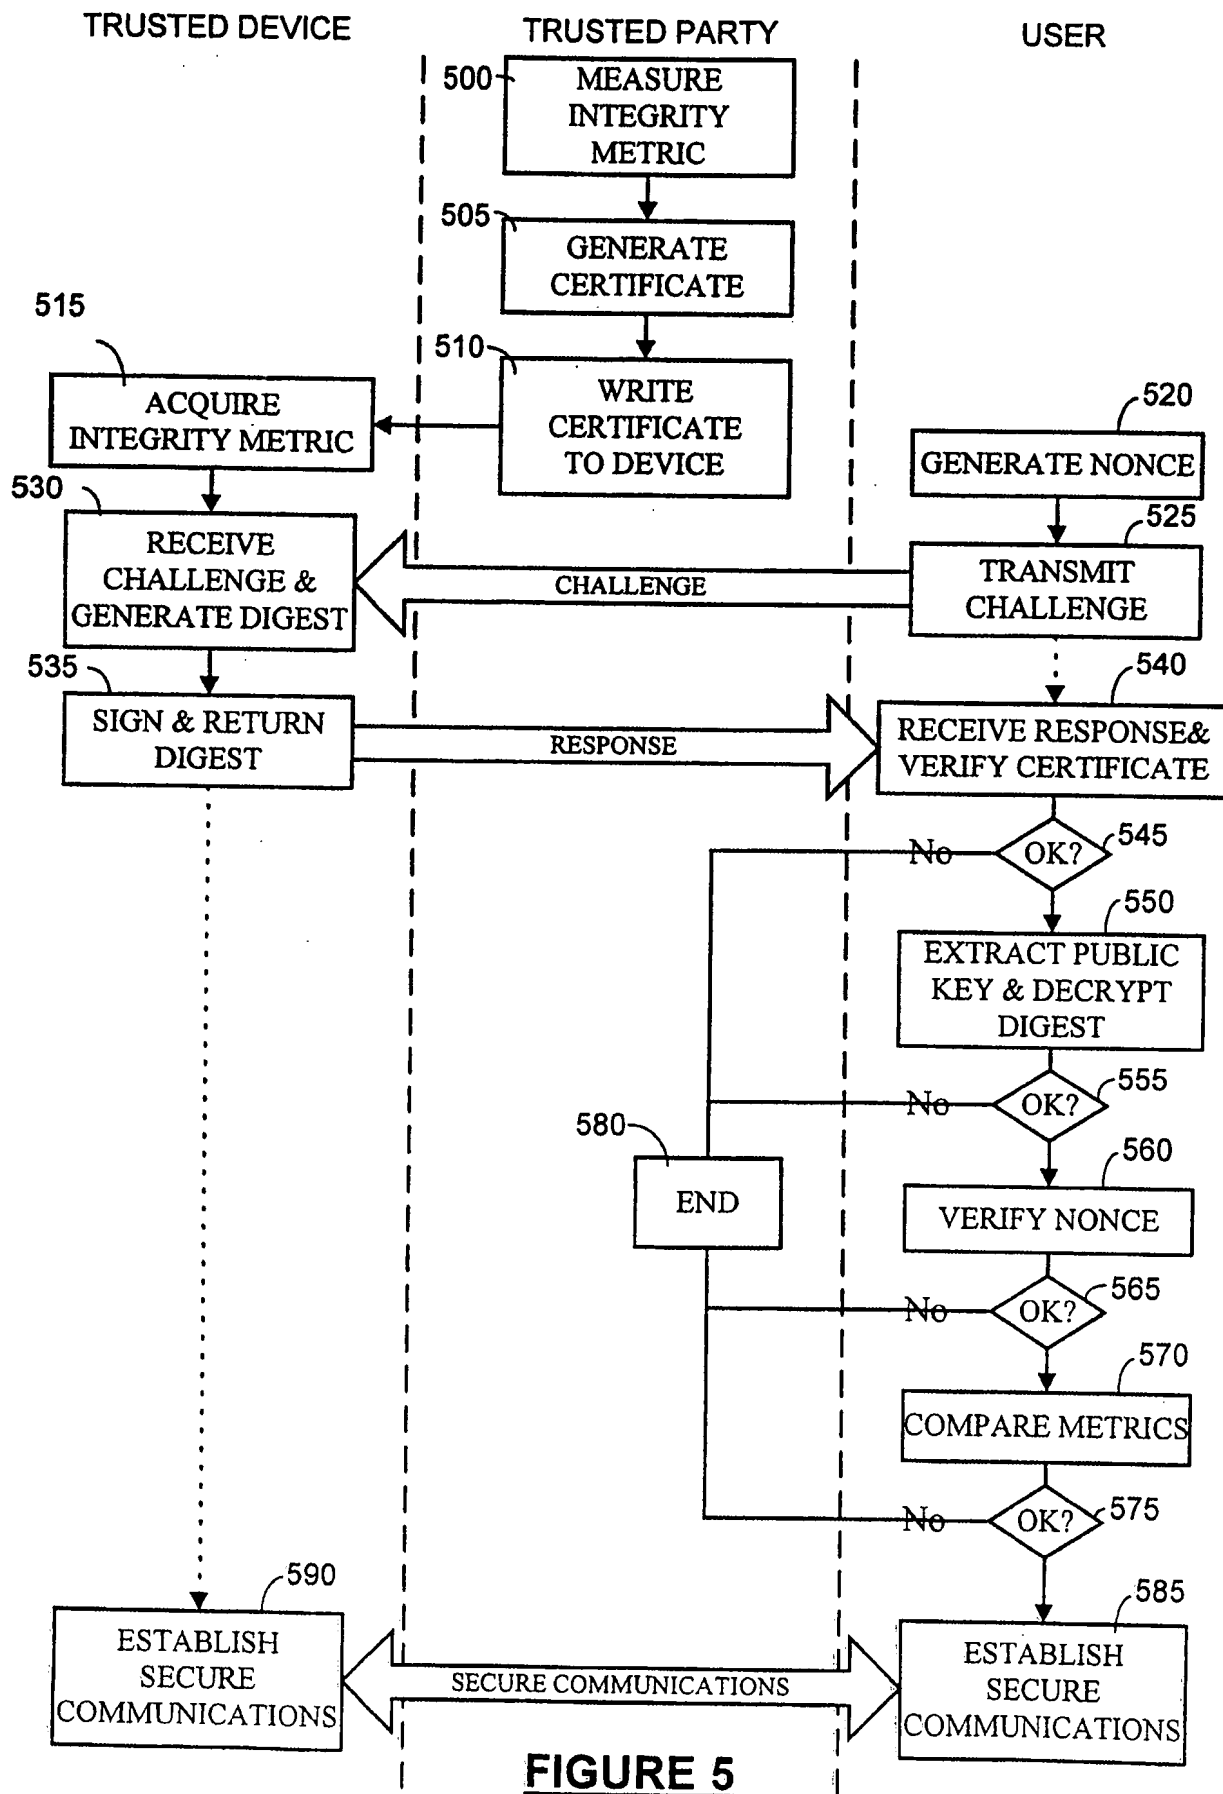 TRUSTED DEVICE
TRUSTED PARTY
USER
500
MEASURE
INTEGRITY
METRIC
505
GENERATE
CERTIFICATE
510
WRITE
CERTIFICATE
TO DEVICE
515
ACQUIRE
INTEGRITY METRIC
520
GENERATE NONCE
525
TRANSMIT
CHALLENGE
CHALLENGE
530
RECEIVE
CHALLENGE &
GENERATE DIGEST
535
SIGN & RETURN
DIGEST
RESPONSE
540
RECEIVE RESPONSE&
VERIFY CERTIFICATE
545
OK?
No
550
EXTRACT PUBLIC
KEY & DECRYPT
DIGEST
555
OK?
No
580
END
560
VERIFY NONCE
565
OK?
No
570
COMPARE METRICS
575
OK?
No
590
ESTABLISH
SECURE
COMMUNICATIONS
SECURE COMMUNICATIONS
585
ESTABLISH
SECURE
COMMUNICATIONS
FIGURE 5